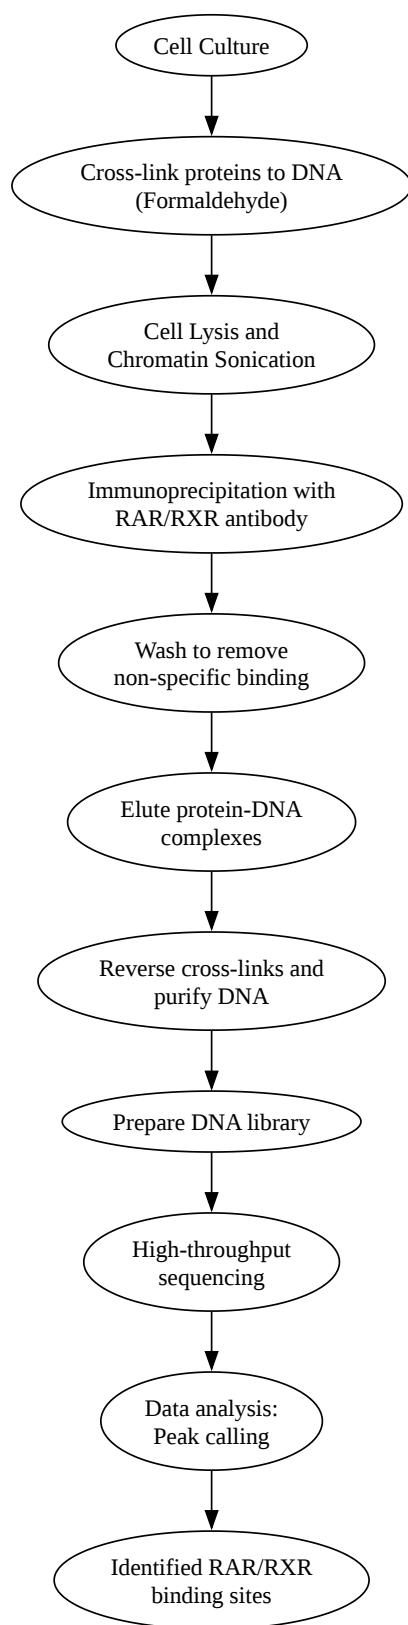 Cell Culture
Cross-link proteins to DNA
(Formaldehyde)
Cell Lysis and
Chromatin Sonication
Immunoprecipitation with
RAR/RXR antibody
Wash to remove
non-specific binding
Elute protein-DNA
complexes
Reverse cross-links and
purify DNA
Prepare DNA library
High-throughput
sequencing
Data analysis:
Peak calling
Identified RAR/RXR
binding sites